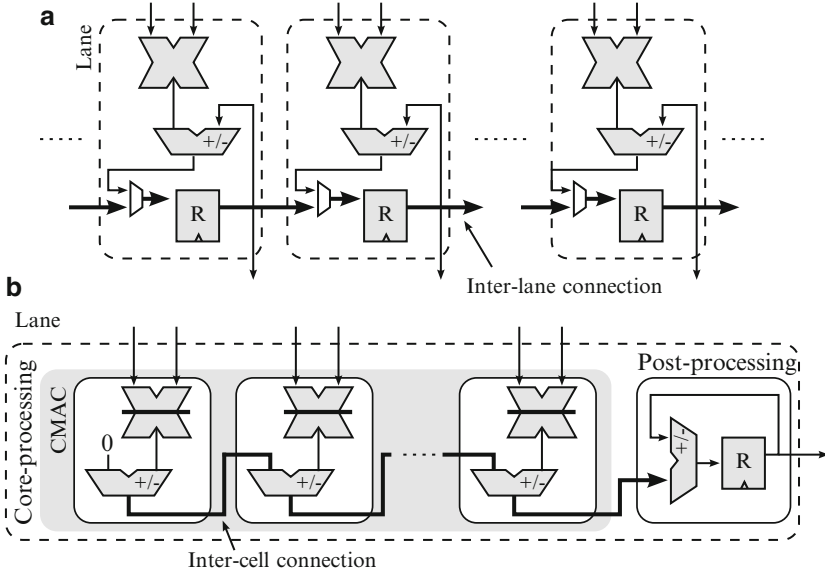 a
Lane
+/-
+/-
+/-
R
R
R
Inter-lane connection
b
Lane
Core-processing
CMAC
Post-processing
0
+/-
+/-
+/-
+/-
R
Inter-cell connection